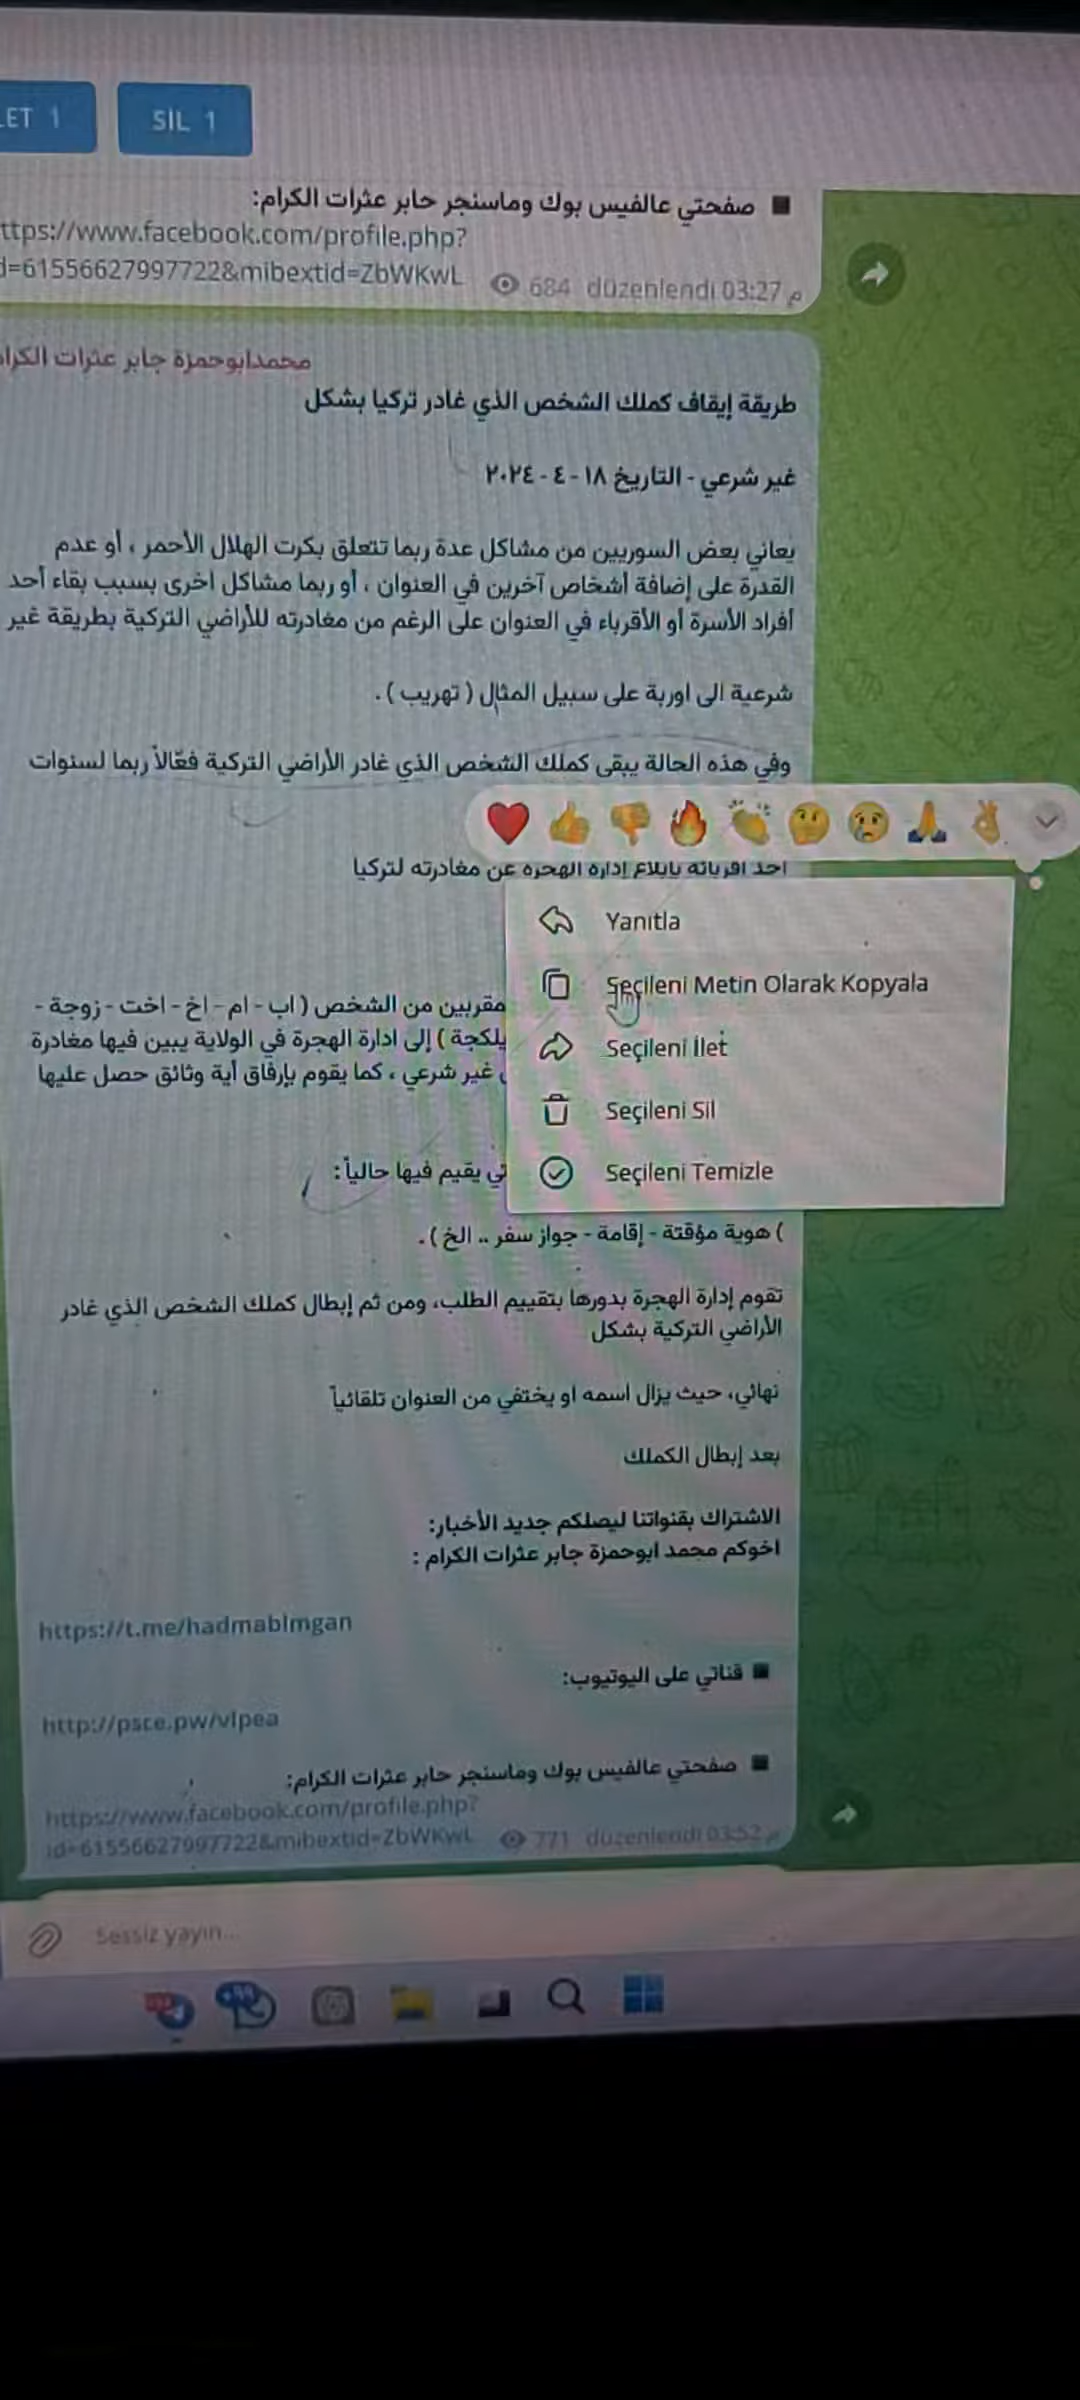 LET 1
SİL 1
■ صفحتي عالفيس بوك وماسنجر جابر عثرات الكرام:
ttps://www.facebook.com/profile.php?
d=61556627997722&mibextid=ZbWKwL
684 düzenlendi 03:27 م
محمدابوحمزة جابر عثرات الكرا
طريقة إيقاف كملك الشخص الذي غادر تركيا بشكل
غير شرعي - التاريخ ١٨ - ٤ - ٢٠٢٤
يعاني بعض السوريين من مشاكل عدة ربما تتعلق بكرت الهلال الأحمر ، أو عدم
القدرة على إضافة أشخاص آخرين في العنوان ، أو ربما مشاكل اخرى بسبب بقاء أحد
أفراد الأسرة أو الأقرباء في العنوان على الرغم من مغادرته للأراضي التركية بطريقة غير
شرعية الى اوربة على سبيل المثال ( تهريب ) .
وفي هذه الحالة يبقى كملك الشخص الذي غادر الأراضي التركية فعّالاً ربما لسنوات
احد اقربائه بإبلاغ إدارة الهجرة عن مغادرته لتركيا
Yanıtla
Seçileni Metin Olarak Kopyala
Seçileni İlet
Seçileni Sil
Seçileni Temizle
مقربين من الشخص ( اب - ام - اخ - اخت - زوجة -
يلكجة ) إلى ادارة الهجرة في الولاية يبين فيها مغادرة
غير شرعي ، كما يقوم بإرفاق أية وثائق حصل عليها
تي يقيم فيها حالياً :
( هوية مؤقتة - إقامة - جواز سفر .. الخ ) .
تقوم إدارة الهجرة بدورها بتقييم الطلب، ومن ثم إبطال كملك الشخص الذي غادر
الأراضي التركية بشكل
نهائي، حيث يزال اسمه او يختفي من العنوان تلقائياً
بعد إبطال الكملك
الاشتراك بقنواتنا ليصلكم جديد الأخبار:
اخوكم محمد ابوحمزة جابر عثرات الكرام :
https://t.me/hadmablmgan
■ قناتي على اليوتيوب:
http://psce.pw/vlpea
■ صفحتي عالفيس بوك وماسنجر جابر عثرات الكرام:
https://www.facebook.com/profile.php?
id=61556627997722&mibextid=ZbWKwL
771 düzenlendi 03:52 م
Sessiz yayın...